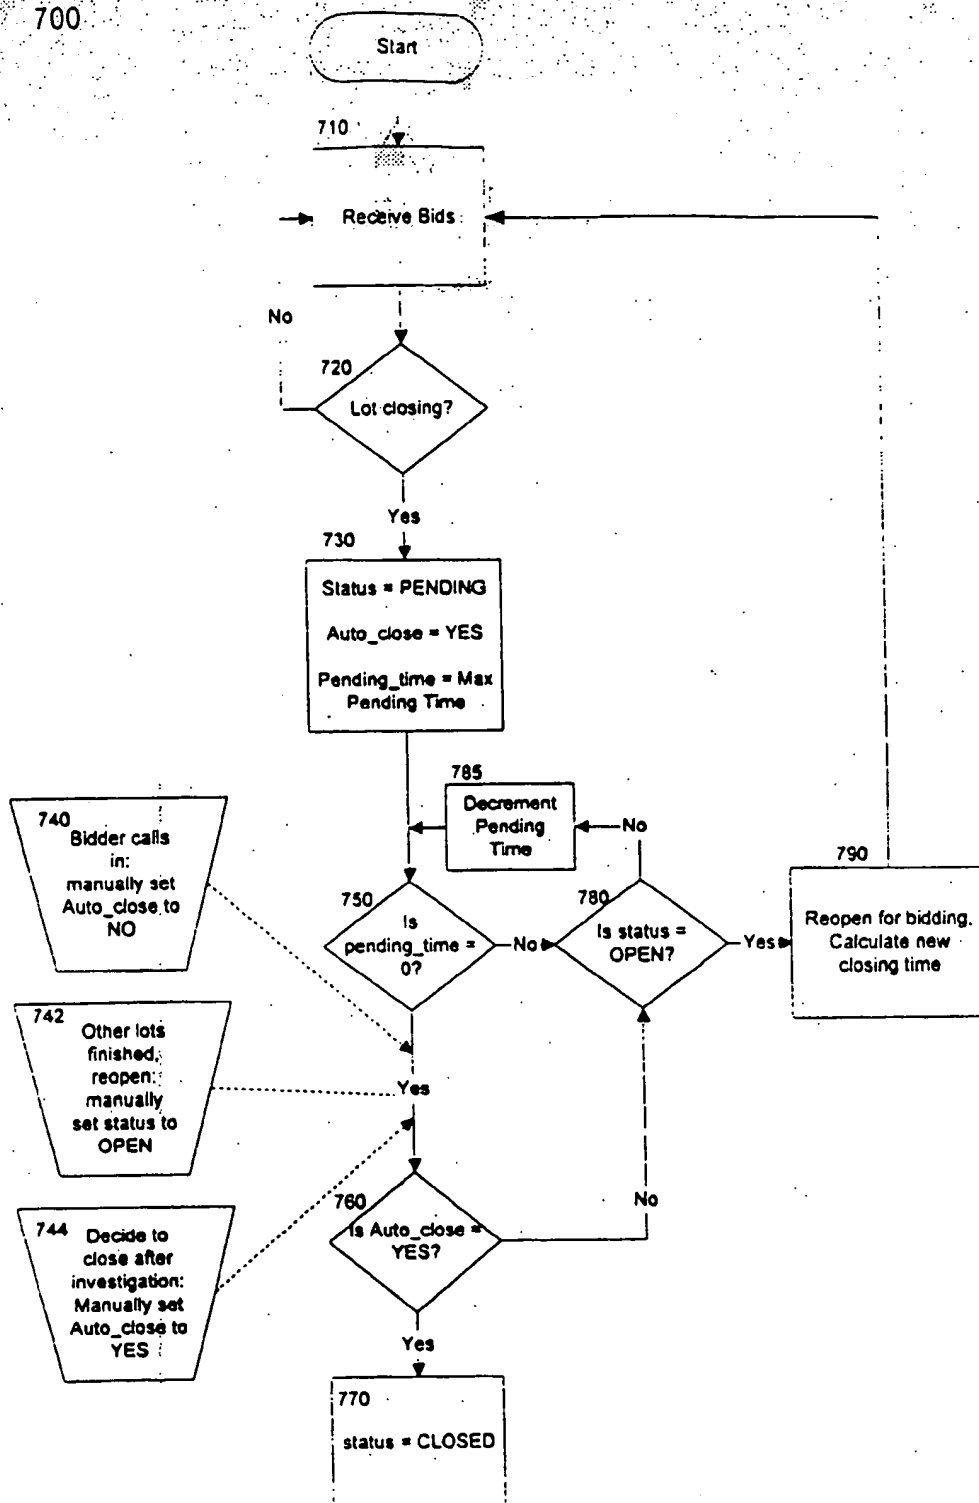 700
Start
710
Receive Bids
No
720
Lot closing?
Yes
730
Status = PENDING
Auto_close = YES
Pending_time = Max
Pending Time
785
Decrement
Pending
Time
No
740
Bidder calls
in:
manually set
Auto_close to
NO
750
Is
pending_time =
0?
No
780
Is status =
OPEN?
Yes
790
Reopen for bidding.
Calculate new
closing time
742
Other lots
finished,
reopen:
manually
set status to
OPEN
Yes
744
Decide to
close after
investigation:
Manually set
Auto_close to
YES
760
Is Auto_close =
YES?
No
Yes
770
status = CLOSED